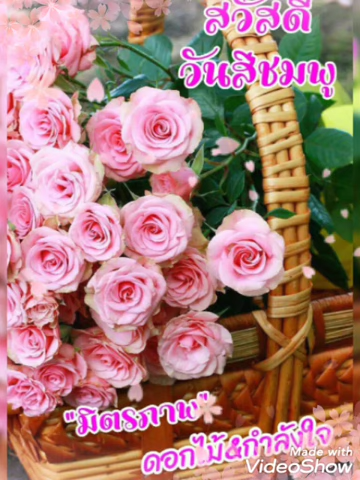 สวัสดี
วันสีชมพู
"มิตรภาพ"
ดอกไม้&กำลังใจ
Made with
VideoShow